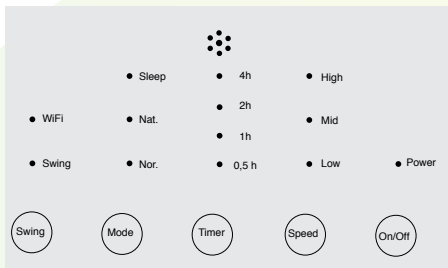 Sleep 4h High
2h
WiFi Nat. Mid
1h
Swing Nor. 0,5 h Low Power
Swing Mode Timer Speed On/Off